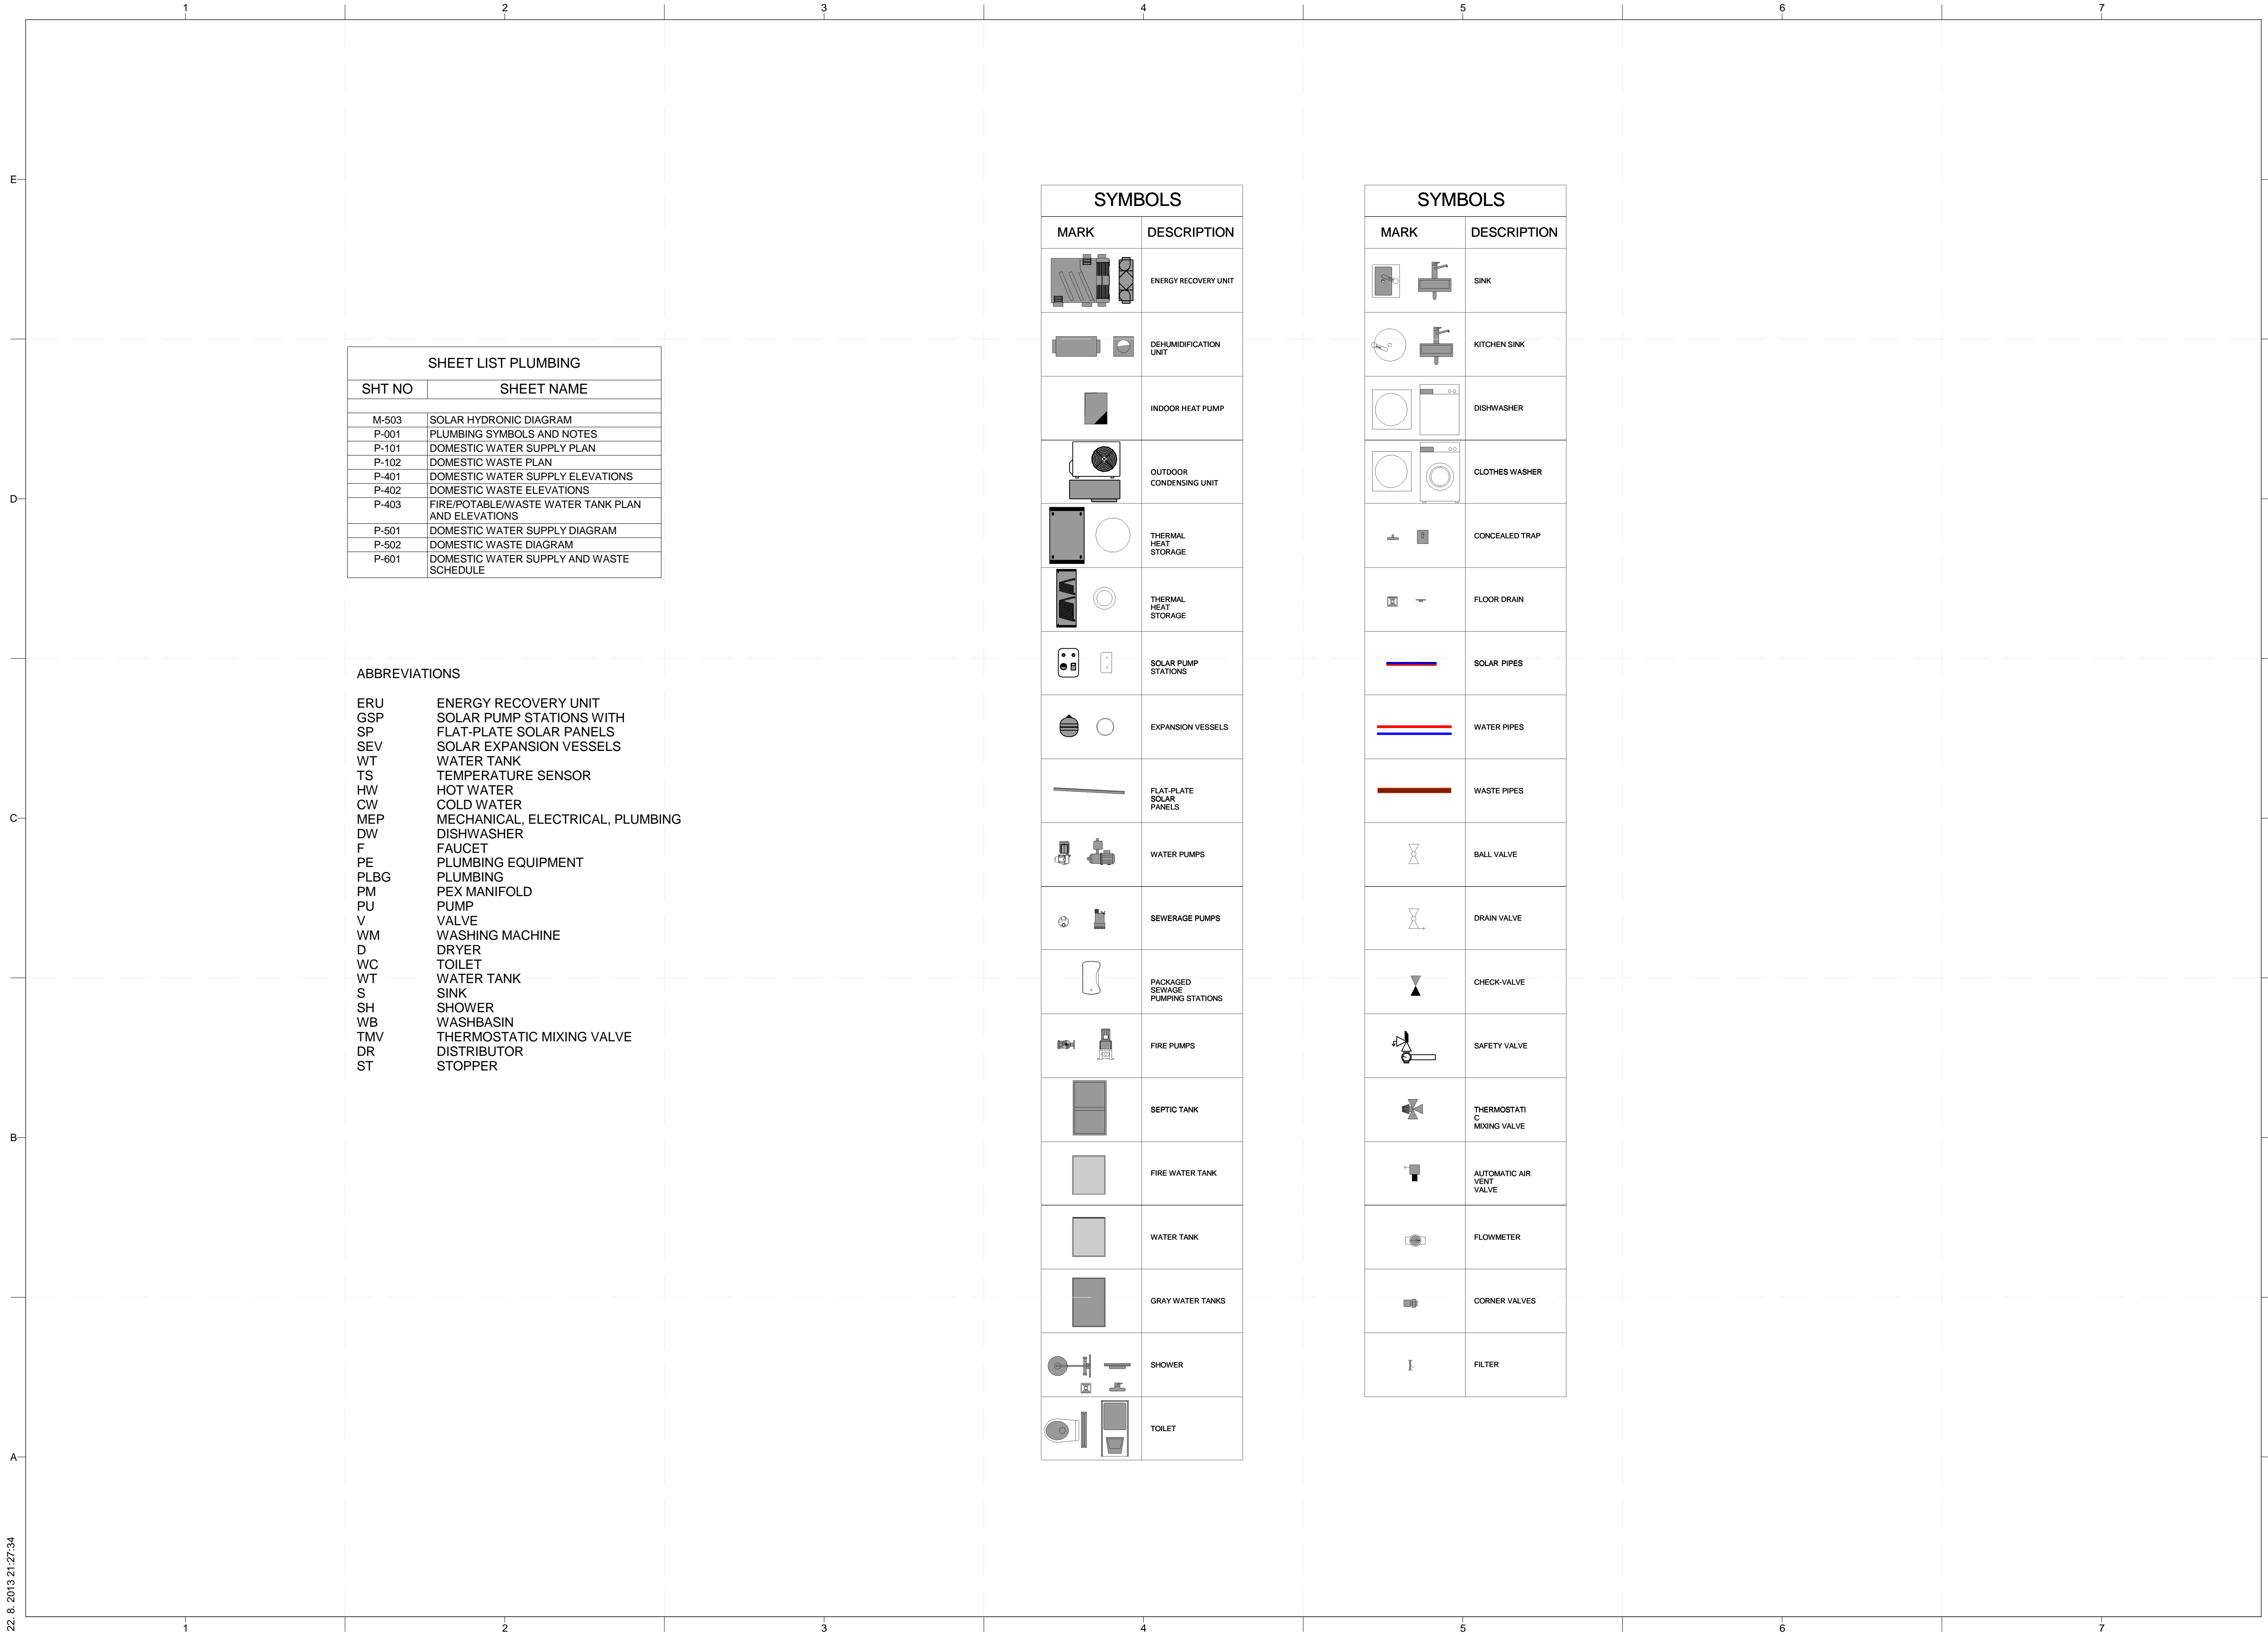 1 2 3 4 5 6 7
E
D
C
B
A
SHEET LIST PLUMBING
SHT NO SHEET NAME
M-503 SOLAR HYDRONIC DIAGRAM
P-001 PLUMBING SYMBOLS AND NOTES
P-101 DOMESTIC WATER SUPPLY PLAN
P-102 DOMESTIC WASTE PLAN
P-401 DOMESTIC WATER SUPPLY ELEVATIONS
P-402 DOMESTIC WASTE ELEVATIONS
P-403 FIRE/POTABLE/WASTE WATER TANK PLAN
AND ELEVATIONS
P-501 DOMESTIC WATER SUPPLY DIAGRAM
P-502 DOMESTIC WASTE DIAGRAM
P-601 DOMESTIC WATER SUPPLY AND WASTE
SCHEDULE
ABBREVIATIONS
ERU ENERGY RECOVERY UNIT
GSP SOLAR PUMP STATIONS WITH
SP FLAT-PLATE SOLAR PANELS
SEV SOLAR EXPANSION VESSELS
WT WATER TANK
TS TEMPERATURE SENSOR
HW HOT WATER
CW COLD WATER
MEP MECHANICAL, ELECTRICAL, PLUMBING
DW DISHWASHER
F FAUCET
PE PLUMBING EQUIPMENT
PLBG PLUMBING
PM PEX MANIFOLD
PU PUMP
V VALVE
WM WASHING MACHINE
D DRYER
WC TOILET
WT WATER TANK
S SINK
SH SHOWER
WB WASHBASIN
TMV THERMOSTATIC MIXING VALVE
DR DISTRIBUTOR
ST STOPPER
SYMBOLS
MARK DESCRIPTION
ENERGY RECOVERY UNIT
DEHUMIDIFICATION
UNIT
INDOOR HEAT PUMP
OUTDOOR
CONDENSING UNIT
THERMAL
HEAT
STORAGE
THERMAL
HEAT
STORAGE
SOLAR PUMP
STATIONS
EXPANSION VESSELS
FLAT-PLATE
SOLAR
PANELS
WATER PUMPS
SEWERAGE PUMPS
PACKAGED
SEWAGE
PUMPING STATIONS
FIRE PUMPS
SEPTIC TANK
FIRE WATER TANK
WATER TANK
GRAY WATER TANKS
SHOWER
TOILET
SYMBOLS
MARK DESCRIPTION
SINK
KITCHEN SINK
DISHWASHER
CLOTHES WASHER
CONCEALED TRAP
FLOOR DRAIN
SOLAR PIPES
WATER PIPES
WASTE PIPES
BALL VALVE
DRAIN VALVE
CHECK-VALVE
SAFETY VALVE
THERMOSTATI
C
MIXING VALVE
AUTOMATIC AIR
VENT
VALVE
FLOWMETER
CORNER VALVES
FILTER
22. 8. 2013 21:27:34
1 2 3 4 5 6 7